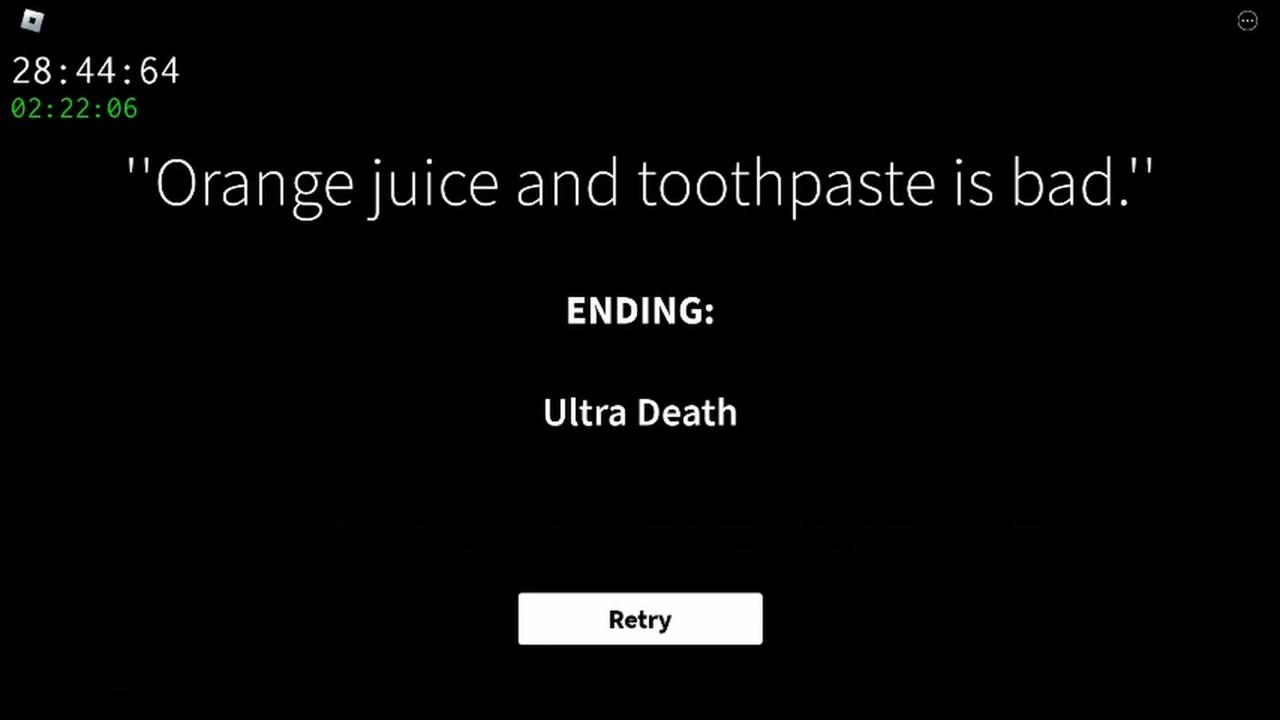 28:44:64
02:22:06
''Orange juice and toothpaste is bad.''
ENDING:
Ultra Death
Retry